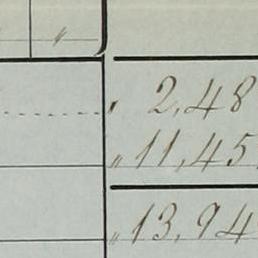 "
" 2,48
" 11,45
" 13,94